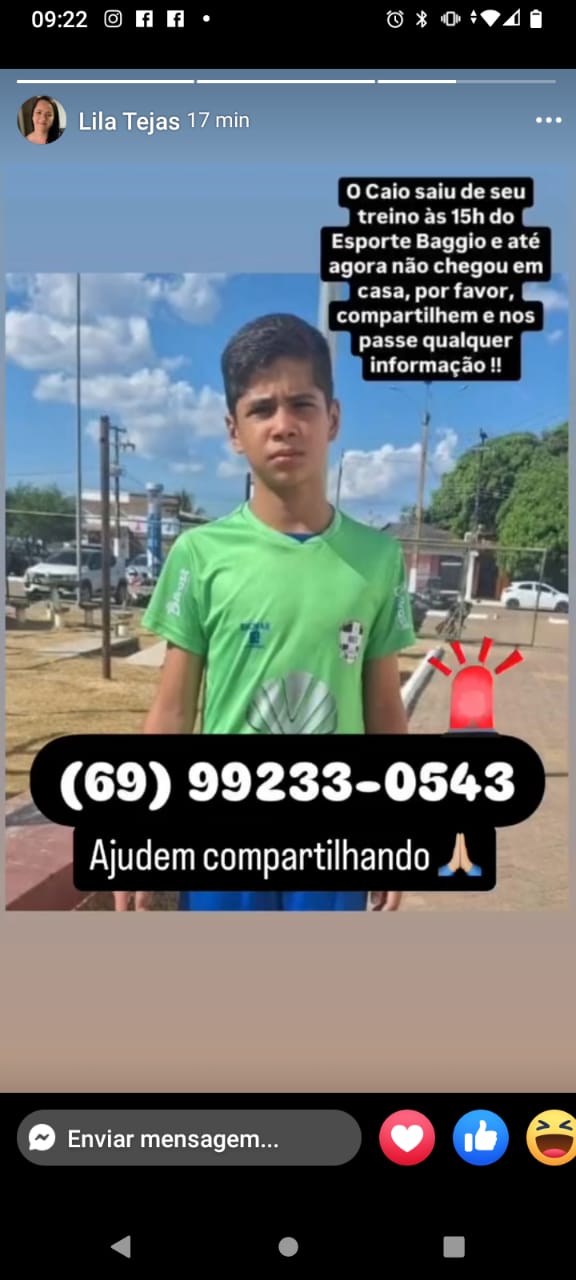 09:22
Lila Tejas 17 min
O Caio saiu de seu
treino às 15h do
Esporte Baggio e até
agora não chegou em
casa, por favor,
compartilhem e nos
passe qualquer
informação !!
(69) 99233-0543
Ajudem compartilhando 🙏🏼
Enviar mensagem...